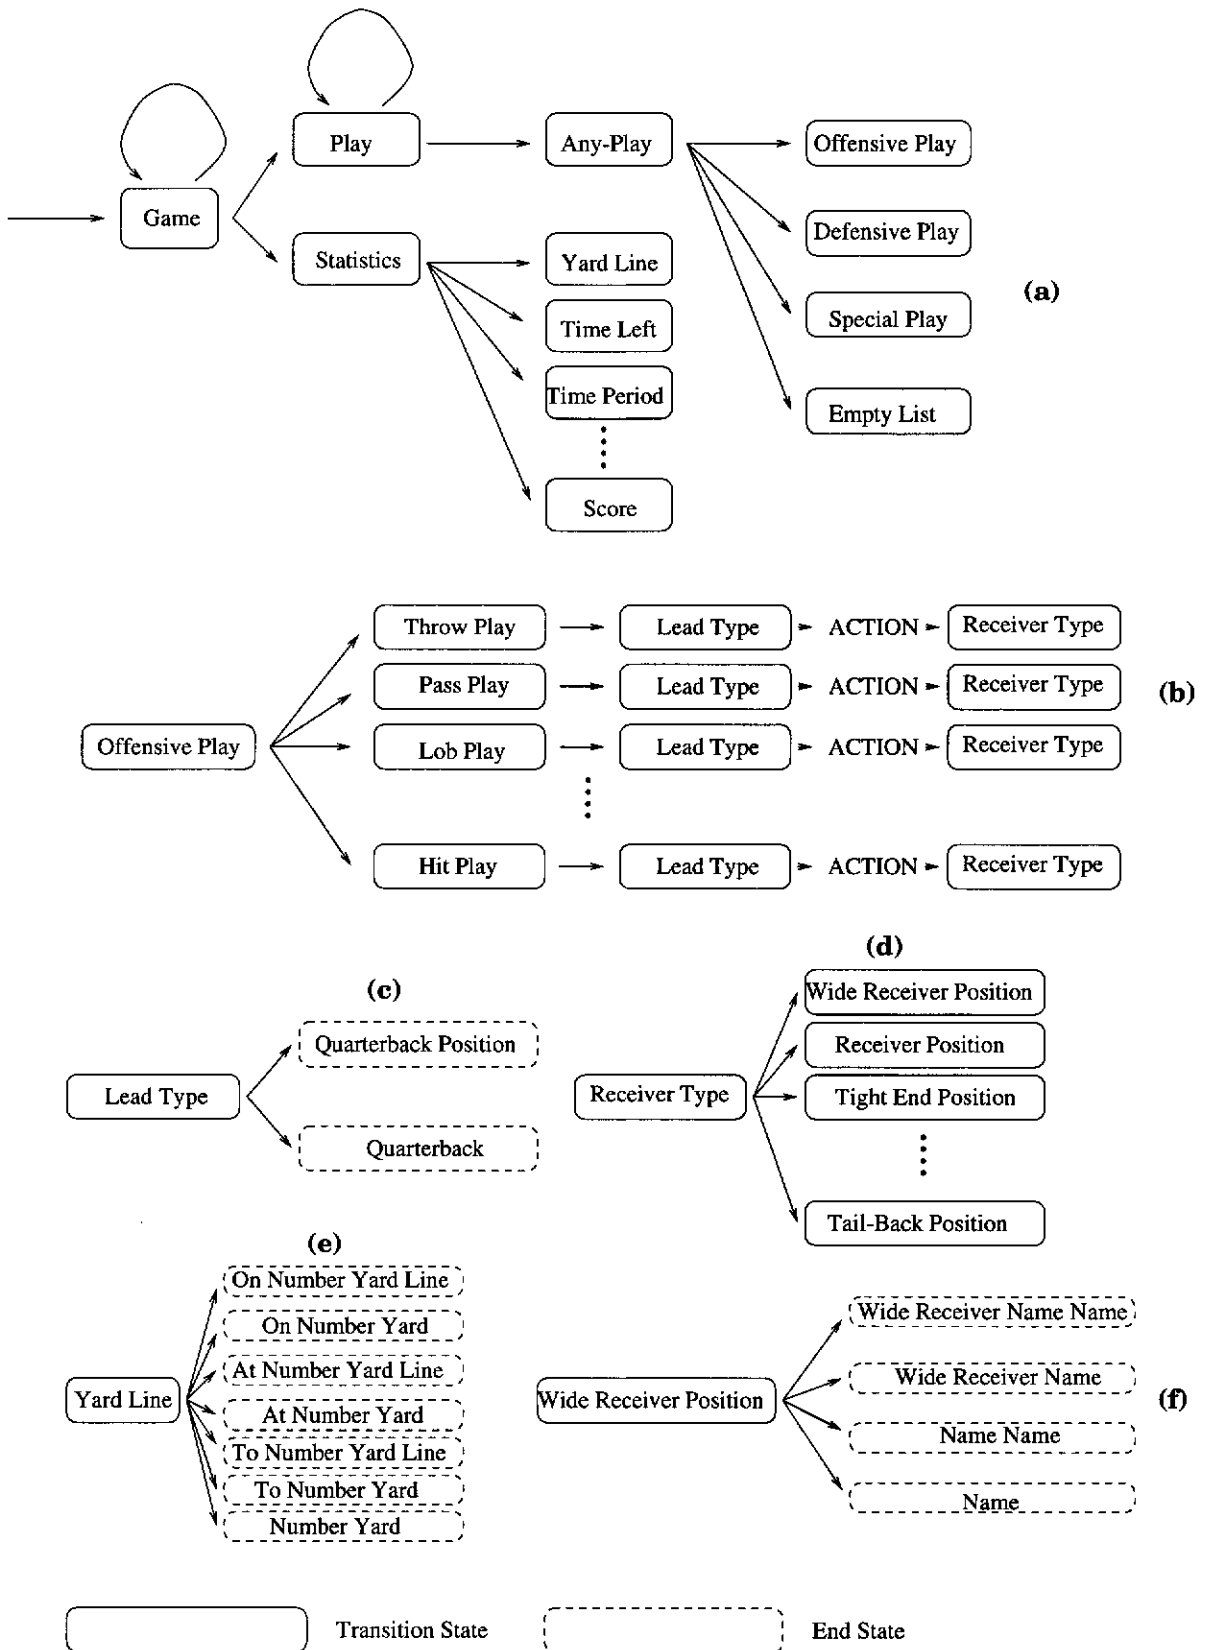 Play
Any-Play
Offensive Play
Game
Defensive Play
Statistics
Yard Line
(a)
Time Left
Special Play
Time Period
Empty List
Score
Throw Play
Lead Type
ACTION
Receiver Type
Pass Play
Lead Type
ACTION
Receiver Type
(b)
Offensive Play
Lob Play
Lead Type
ACTION
Receiver Type
Hit Play
Lead Type
ACTION
Receiver Type
(c)
Quarterback Position
Lead Type
Quarterback
(d)
Wide Receiver Position
Receiver Position
Receiver Type
Tight End Position
Tail-Back Position
(e)
On Number Yard Line
On Number Yard
At Number Yard Line
Yard Line
At Number Yard
To Number Yard Line
To Number Yard
Number Yard
Wide Receiver Name Name
Wide Receiver Name
Wide Receiver Position
(f)
Name Name
Name
Transition State
End State